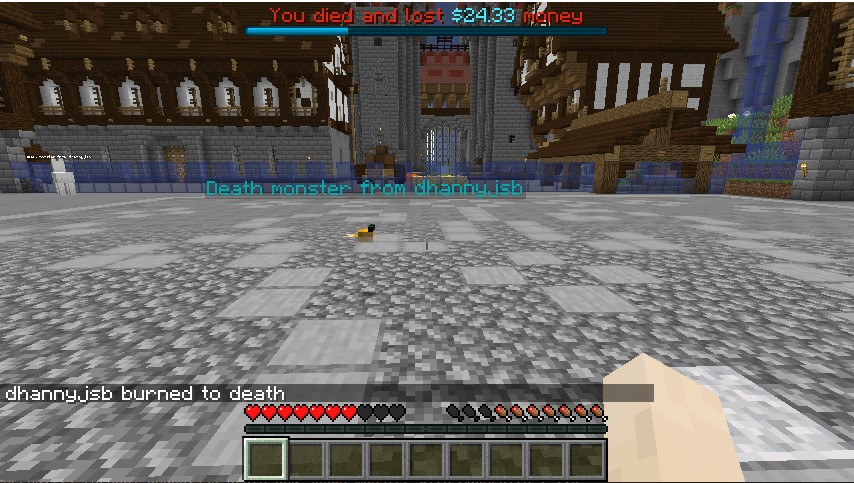 You died and lost $24.33 money
Death monster from dhanny.jsb
dhanny.jsb burned to death